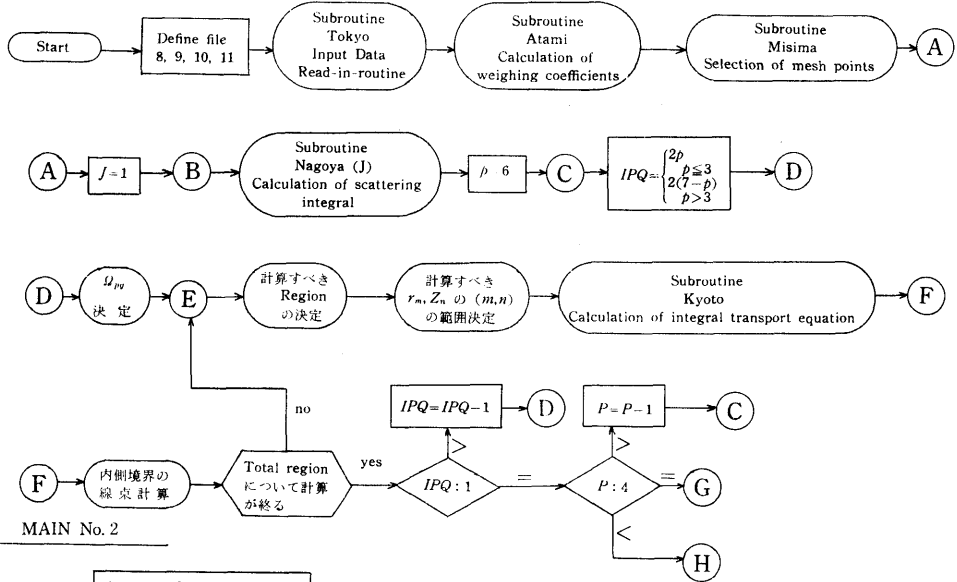 Start
Define file
8, 9, 10, 11
Subroutine
Tokyo
Input Data
Read-in-routine
Subroutine
Atami
Calculation of
weighing coefficients
Subroutine
Misima
Selection of mesh points
A
A
J=1
B
Subroutine
Nagoya (J)
Calculation of scattering
integral
p 6
C
IPQ={2p
p≦3
2(7-p)
p>3
D
D
Ωpq
決定
E
計算すべき
Region
の決定
計算すべき
rm, Zn の (m,n)
の範囲決定
Subroutine
Kyoto
Calculation of integral transport equation
F
no
IPQ=IPQ-1
D
P=P-1
C
F
内側境界の
線束計算
Total region
について計算
が終る
yes
>
IPQ:1
=
>
P:4
=
G
<
H
MAIN No. 2